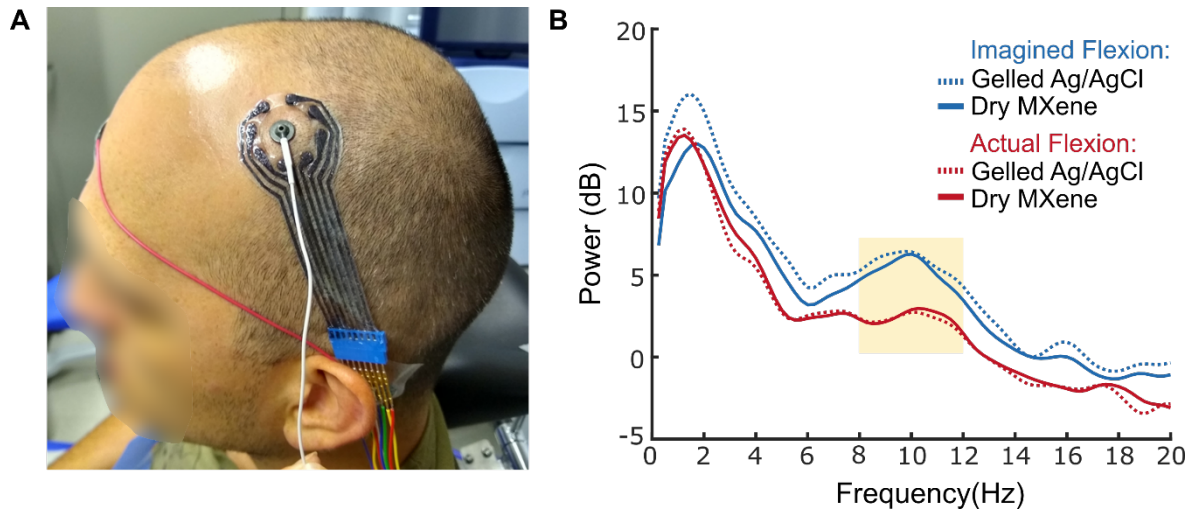 A
B
20
15
10
5
0
-5
Power (dB)
Imagined Flexion:
Gelled Ag/AgCl
Dry MXene
Actual Flexion:
Gelled Ag/AgCl
Dry MXene
0 2 4 6 8 10 12 14 16 18 20
Frequency(Hz)